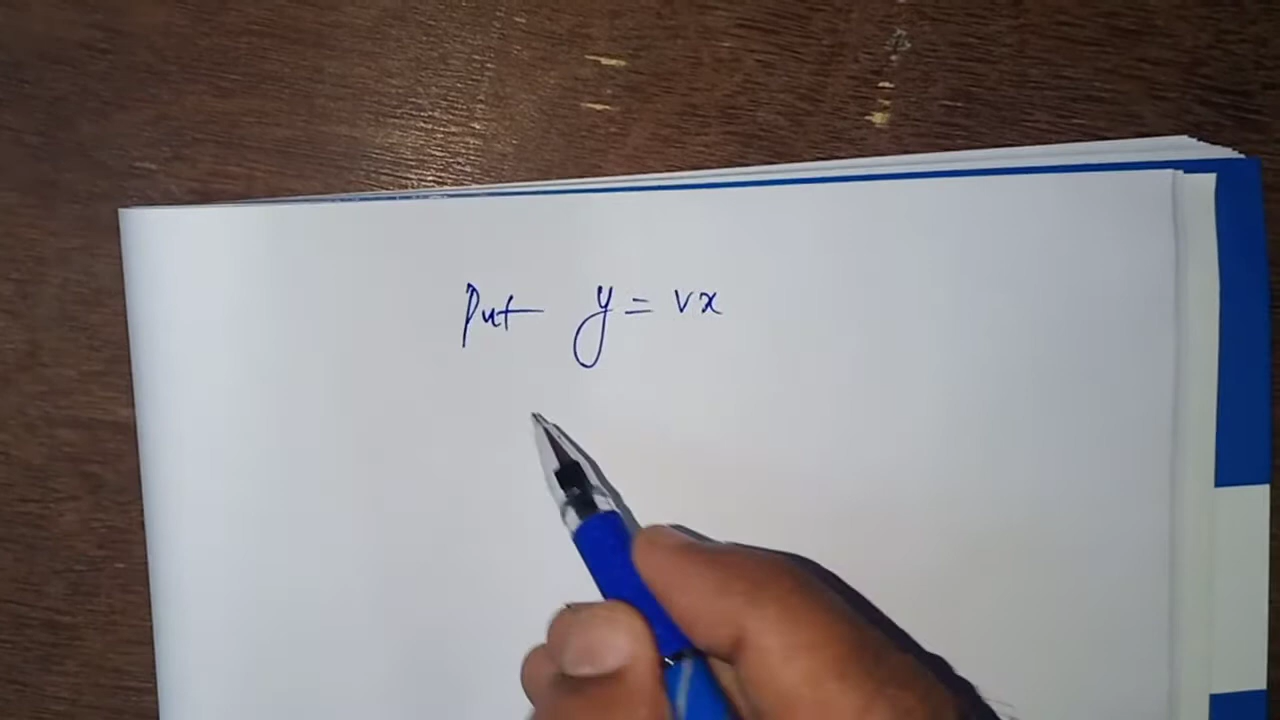 Put y = vx